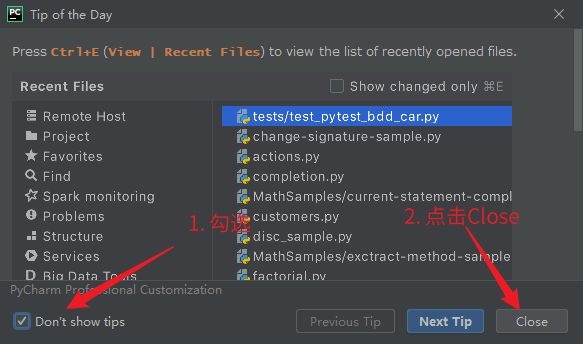 PC Tip of the Day
Press Ctrl+E (View | Recent Files) to view the list of recently opened files.
Recent Files
Show changed only ⌘E
Remote Host
Project
Favorites
Find
Spark monitoring
Problems
Structure
Services
Big Data Tools
tests/test_pytest_bdd_car.py
change-signature-sample.py
actions.py
completion.py
MathSamples/current-statement-compl
customers.py
disc_sample.py
MathSamples/exctract-method-sample
factorial.py
1. 勾选
2. 点击Close
PyCharm Professional Customization
Don't show tips
Previous Tip
Next Tip
Close